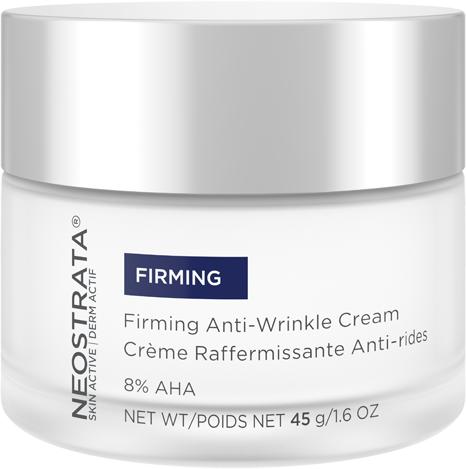 NEOSTRATA®
SKIN ACTIVE | DERM ACTIF
FIRMING
Firming Anti-Wrinkle Cream
Crème Raffermissante Anti-rides
8% AHA
NET WT/POIDS NET 45 g/1.6 OZ